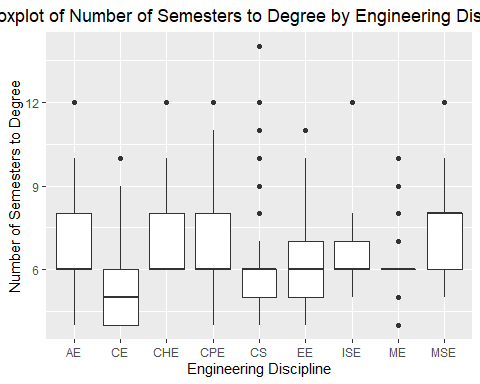 oxplot of Number of Semesters to Degree by Engineering Dis
Number of Semesters to Degree
12
9
6
AE CE CHE CPE CS EE ISE ME MSE
Engineering Discipline